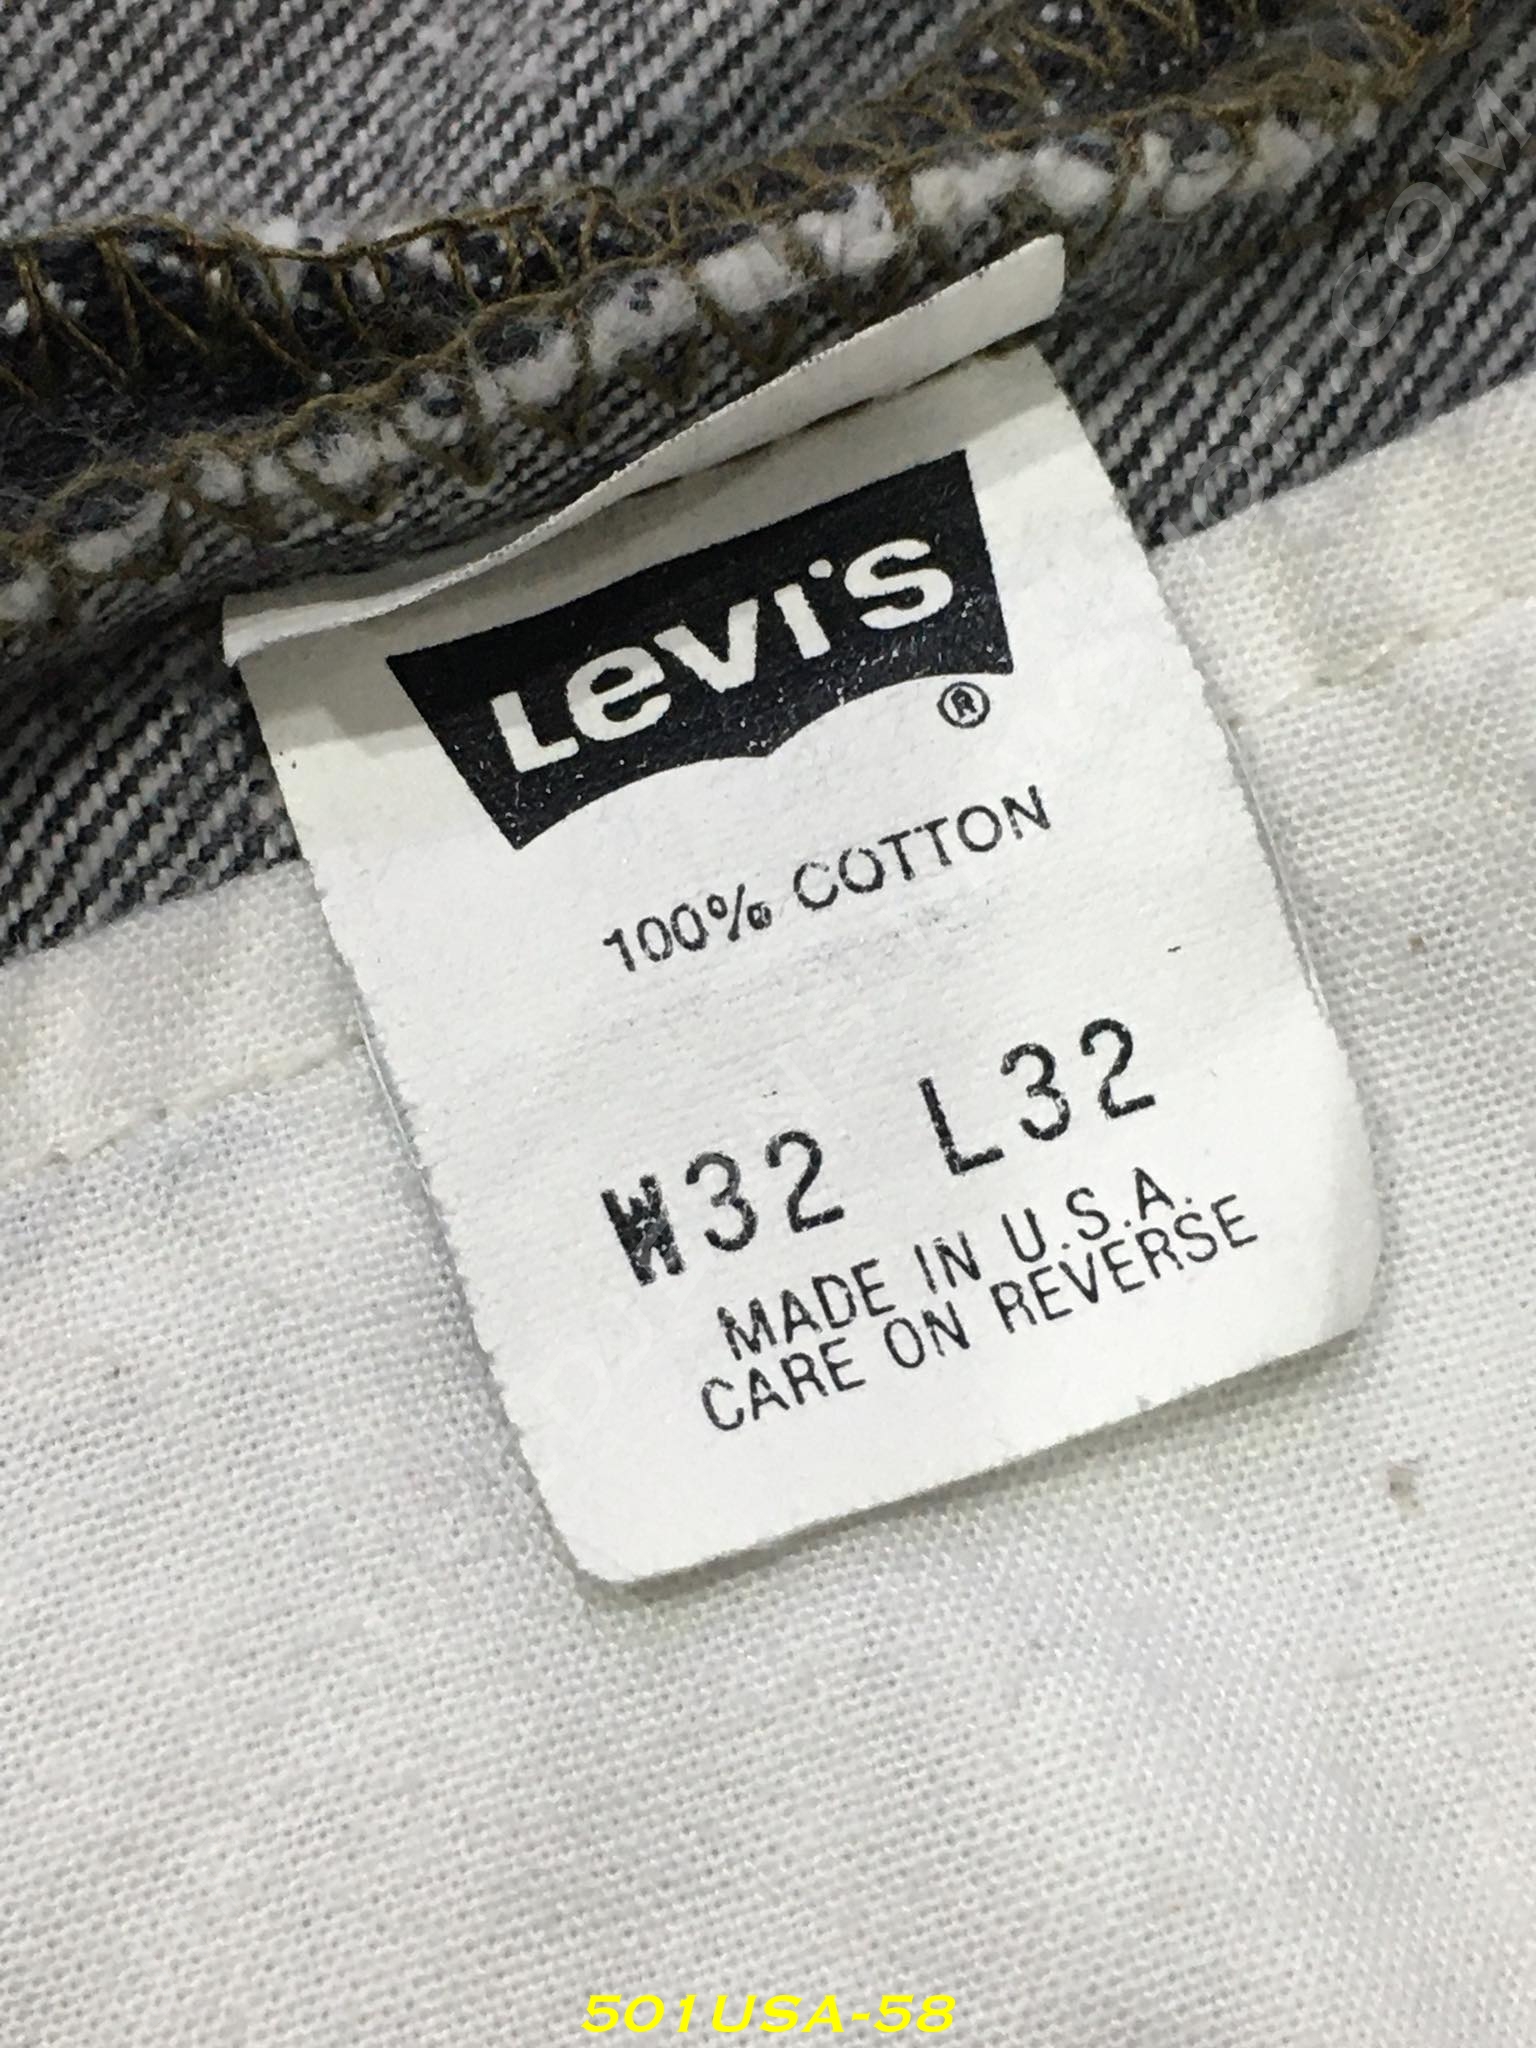 Levi's
®
100% COTTON
W32 L32
MADE IN U.S.A.
CARE ON REVERSE
501USA-58